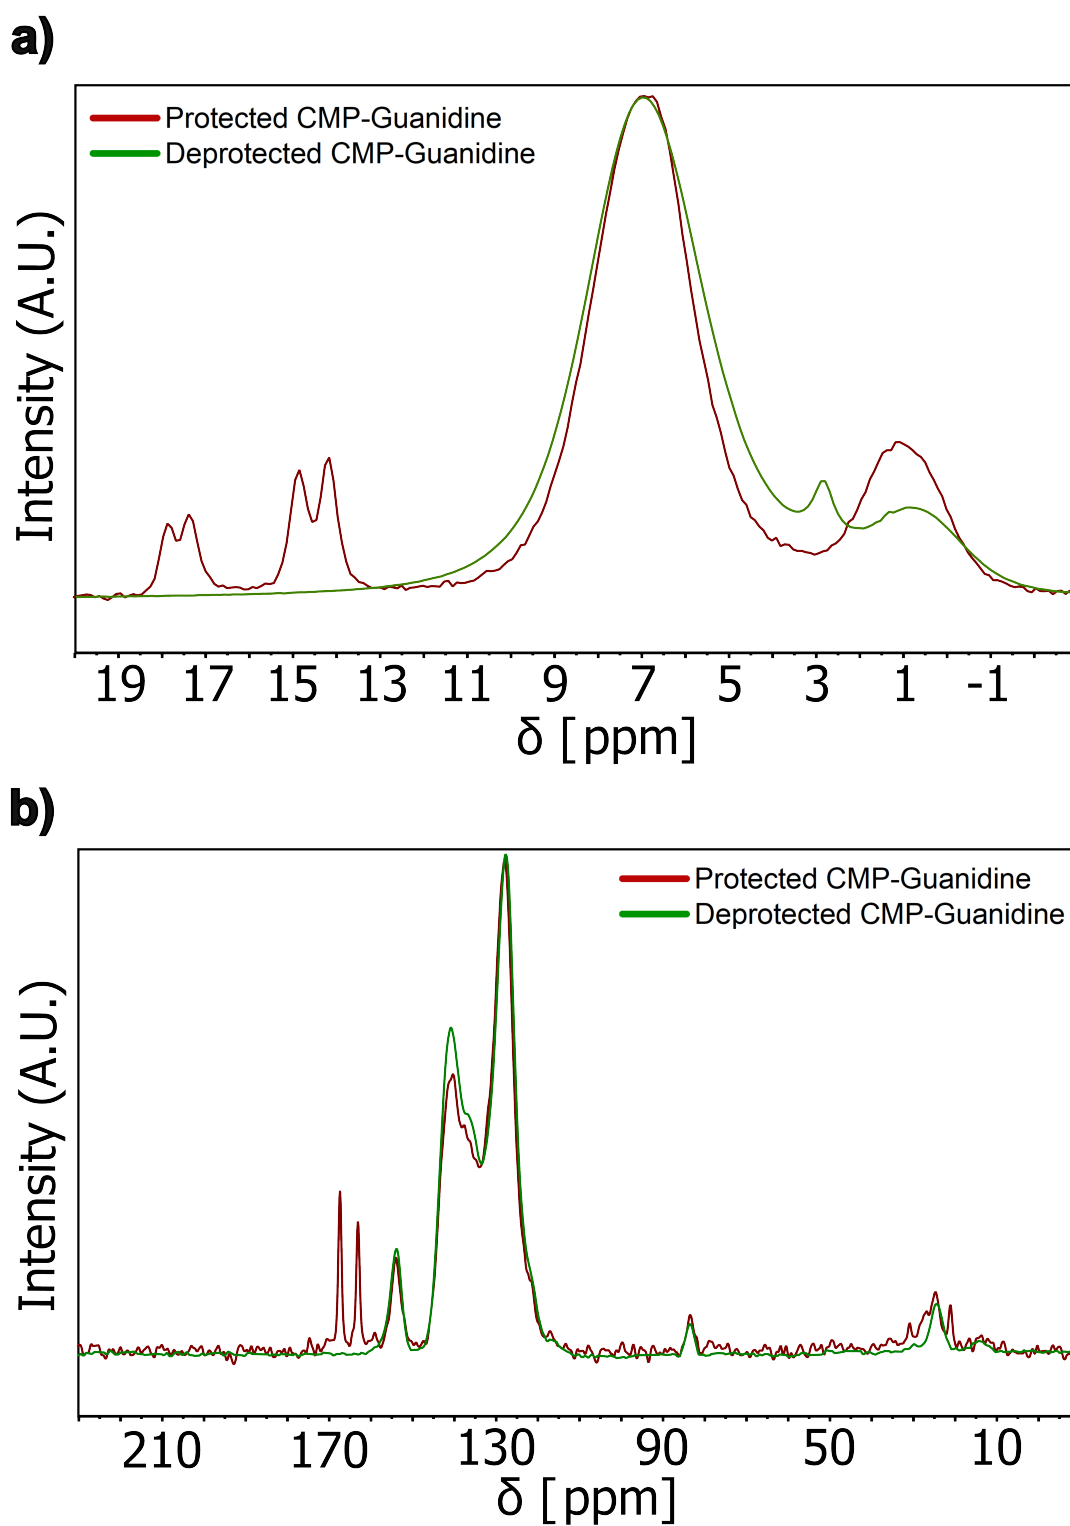 a)
Protected CMP-Guanidine
Deprotected CMP-Guanidine
Intensity (A.U.)
19 17 15 13 11 9 7 5 3 1 -1
δ [ppm]
b)
Protected CMP-Guanidine
Deprotected CMP-Guanidine
Intensity (A.U.)
210 170 130 90 50 10
δ [ppm]